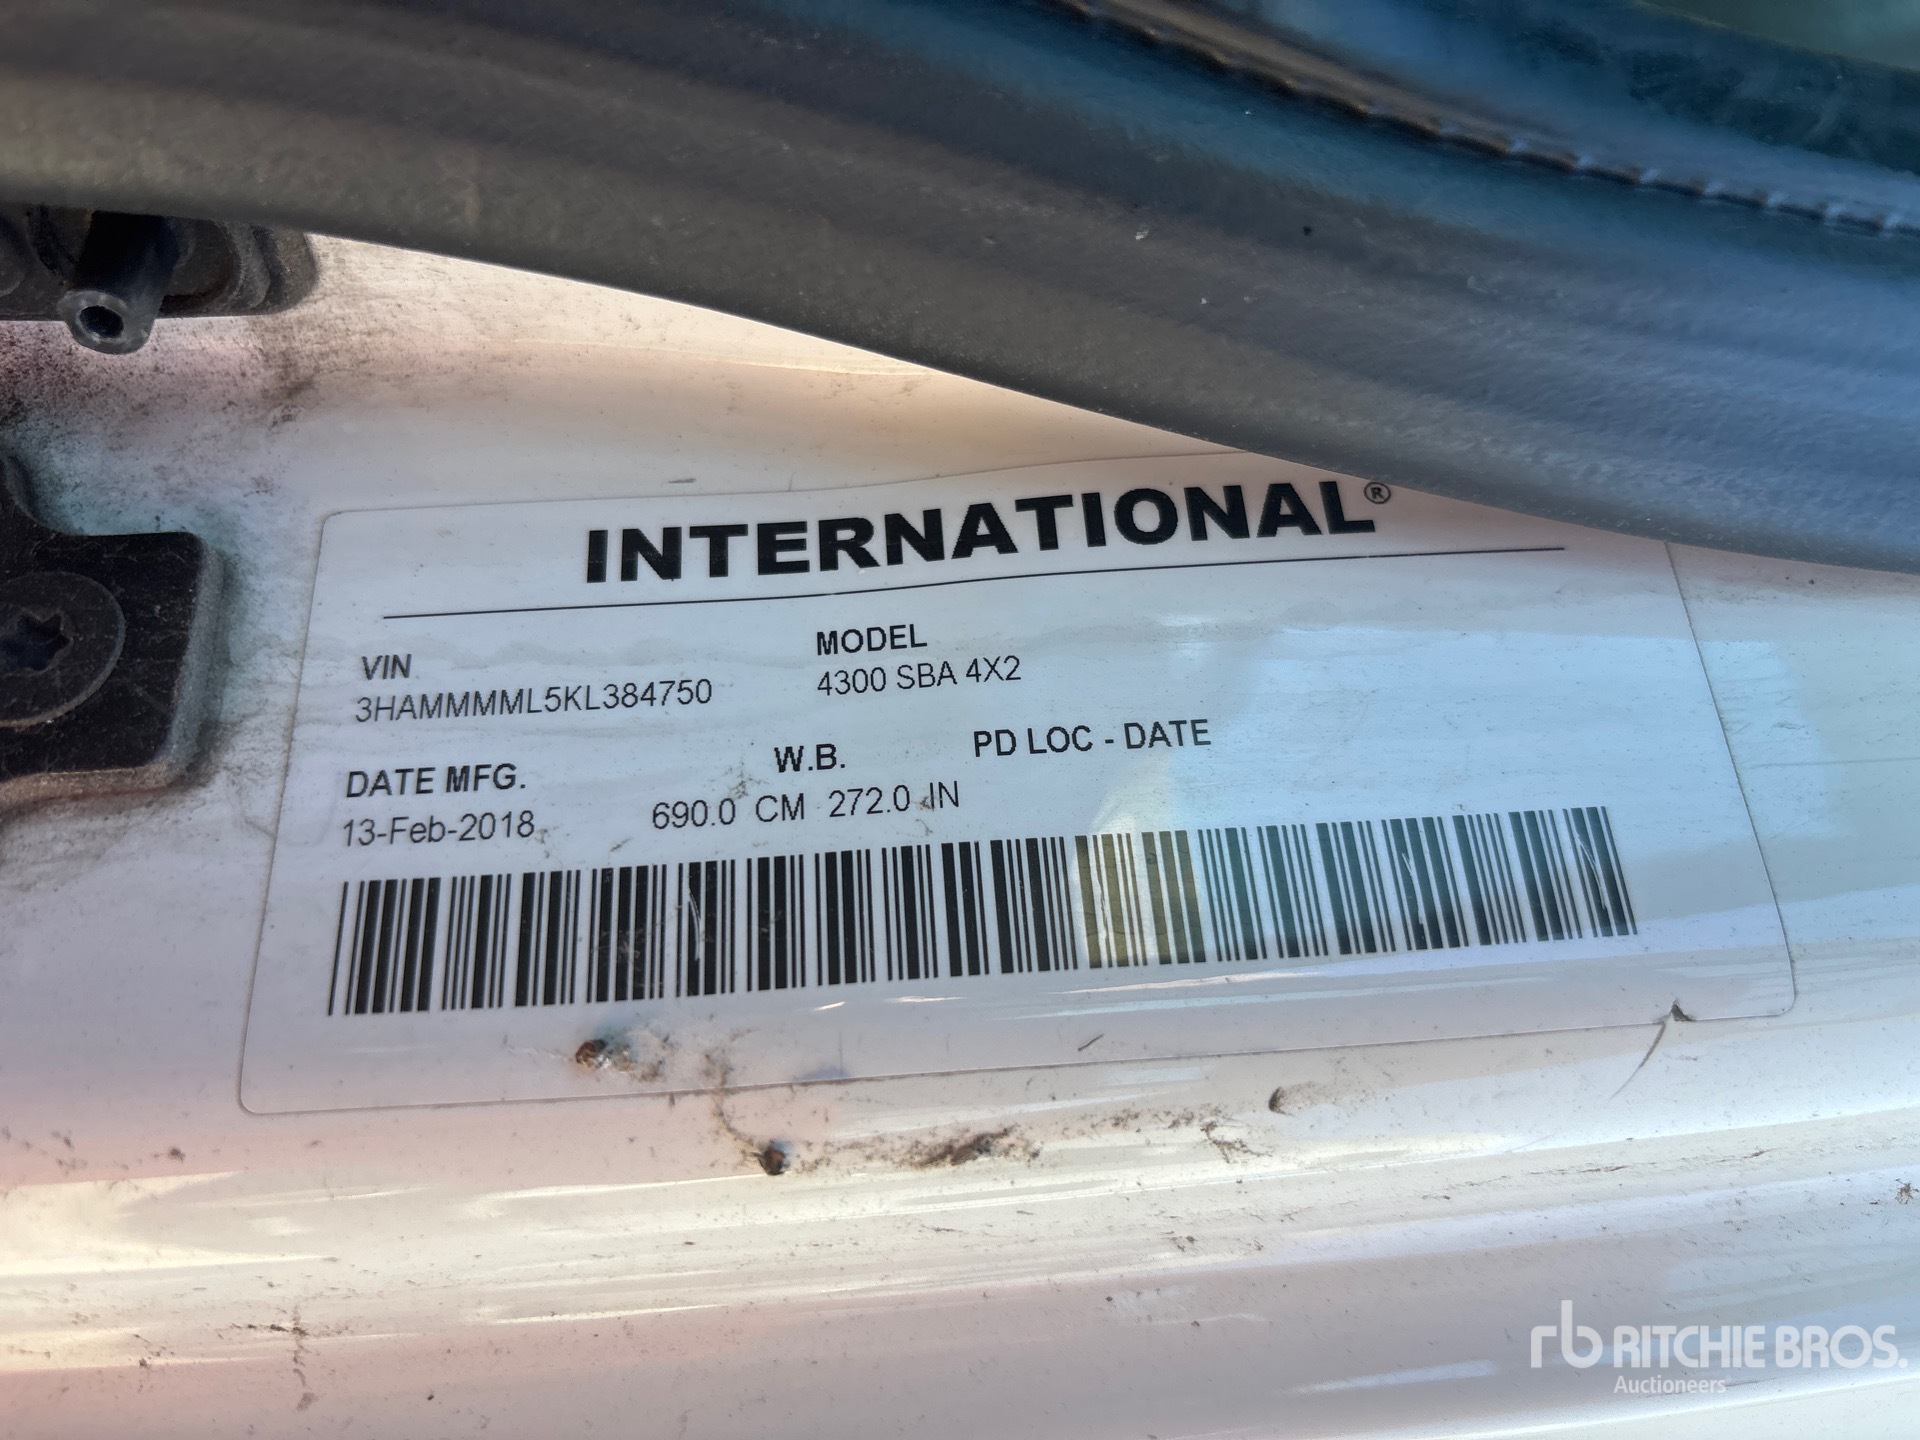 INTERNATIONAL®
VIN MODEL
3HAMMMML5KL384750 4300 SBA 4X2
DATE MFG. W.B. PD LOC - DATE
13-Feb-2018 690.0 CM 272.0 IN
rb RITCHIE BROS.
Auctioneers